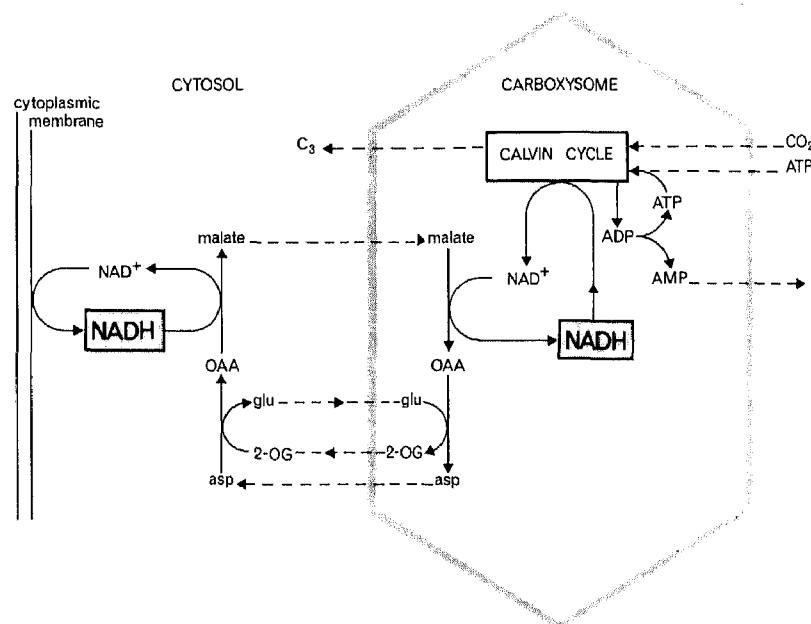 CYTOSOL
CARBOXYSOME
cytoplasmic
membrane
C₃
CALVIN CYCLE
CO₂
ATP
ATP
ADP
AMP
malate
malate
NAD⁺
NAD⁺
NADH
NADH
OAA
OAA
glu
glu
2-OG
2-OG
asp
asp